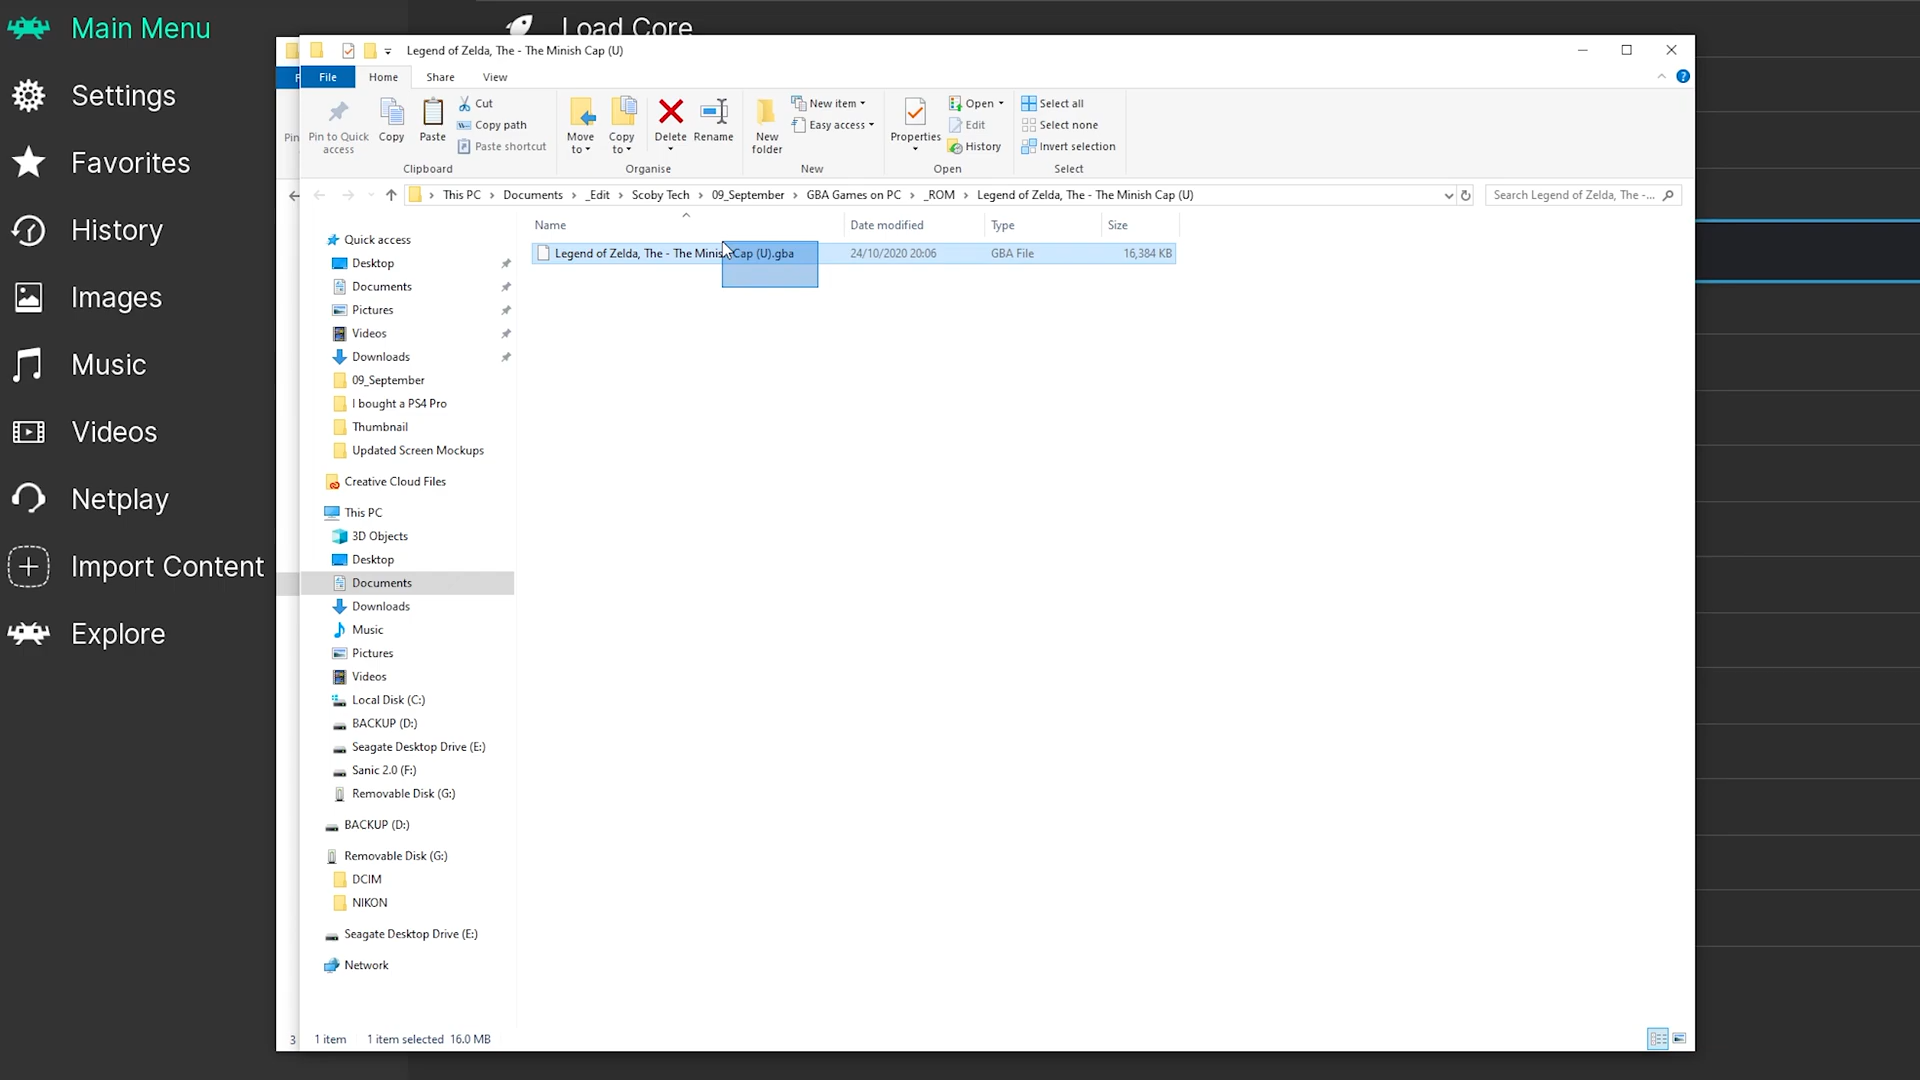 Main Menu
Settings
Favorites
History
Images
Music
Videos
Netplay
Import Content
Explore
Load Core
Legend of Zelda, The - The Minish Cap (U)
File Home Share View
Pin to Quick access
Copy
Paste
Cut
Copy path
Paste shortcut
Clipboard
Move to
Copy to
Delete
Rename
Organise
New folder
New item
Easy access
New
Properties
Open
Edit
History
Open
Select all
Select none
Invert selection
Select
This PC > Documents > _Edit > Scoby Tech > 09_September > GBA Games on PC > _ROM > Legend of Zelda, The - The Minish Cap (U)
Search Legend of Zelda, The -...
Name Date modified Type Size
Legend of Zelda, The - The Minish Cap (U).gba 24/10/2020 20:06 GBA File 16,384 KB
Quick access
Desktop
Documents
Pictures
Videos
Downloads
09_September
I bought a PS4 Pro
Thumbnail
Updated Screen Mockups
Creative Cloud Files
This PC
3D Objects
Desktop
Documents
Downloads
Music
Pictures
Videos
Local Disk (C:)
BACKUP (D:)
Seagate Desktop Drive (E:)
Sanic 2.0 (F:)
Removable Disk (G:)
BACKUP (D:)
Removable Disk (G:)
DCIM
NIKON
Seagate Desktop Drive (E:)
Network
3
1 item 1 item selected 16.0 MB